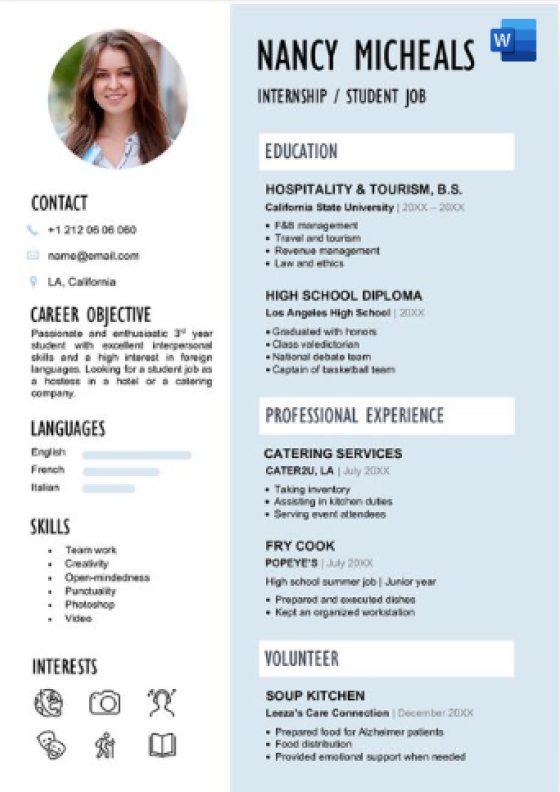 NANCY MICHEALS
W
INTERNSHIP / STUDENT JOB
CONTACT
+1 212 06 06 060
name@email.com
LA, California
CAREER OBJECTIVE
Passionate and enthusiastic 3rd year
student with excellent interpersonal
skills and a high interest in foreign
languages. Looking for a student job as
a hostess in a hotel or a catering
company.
LANGUAGES
English
French
Italian
SKILLS
• Team work
• Creativity
• Open-mindedness
• Punctuality
• Photoshop
• Video
INTERESTS
EDUCATION
HOSPITALITY & TOURISM, B.S.
California State University | 20XX – 20XX
• F&B management
• Travel and tourism
• Revenue management
• Law and ethics
HIGH SCHOOL DIPLOMA
Los Angeles High School | 20XX
• Graduated with honors
• Class valedictorian
• National debate team
• Captain of basketball team
PROFESSIONAL EXPERIENCE
CATERING SERVICES
CATER2U, LA | July 20XX
• Taking inventory
• Assisting in kitchen duties
• Serving event attendees
FRY COOK
POPEYE'S | July 20XX
High school summer job | Junior year
• Prepared and executed dishes
• Kept an organized workstation
VOLUNTEER
SOUP KITCHEN
Leeza's Care Connection | December 20XX
• Prepared food for Alzheimer patients
• Food distribution
• Provided emotional support when needed